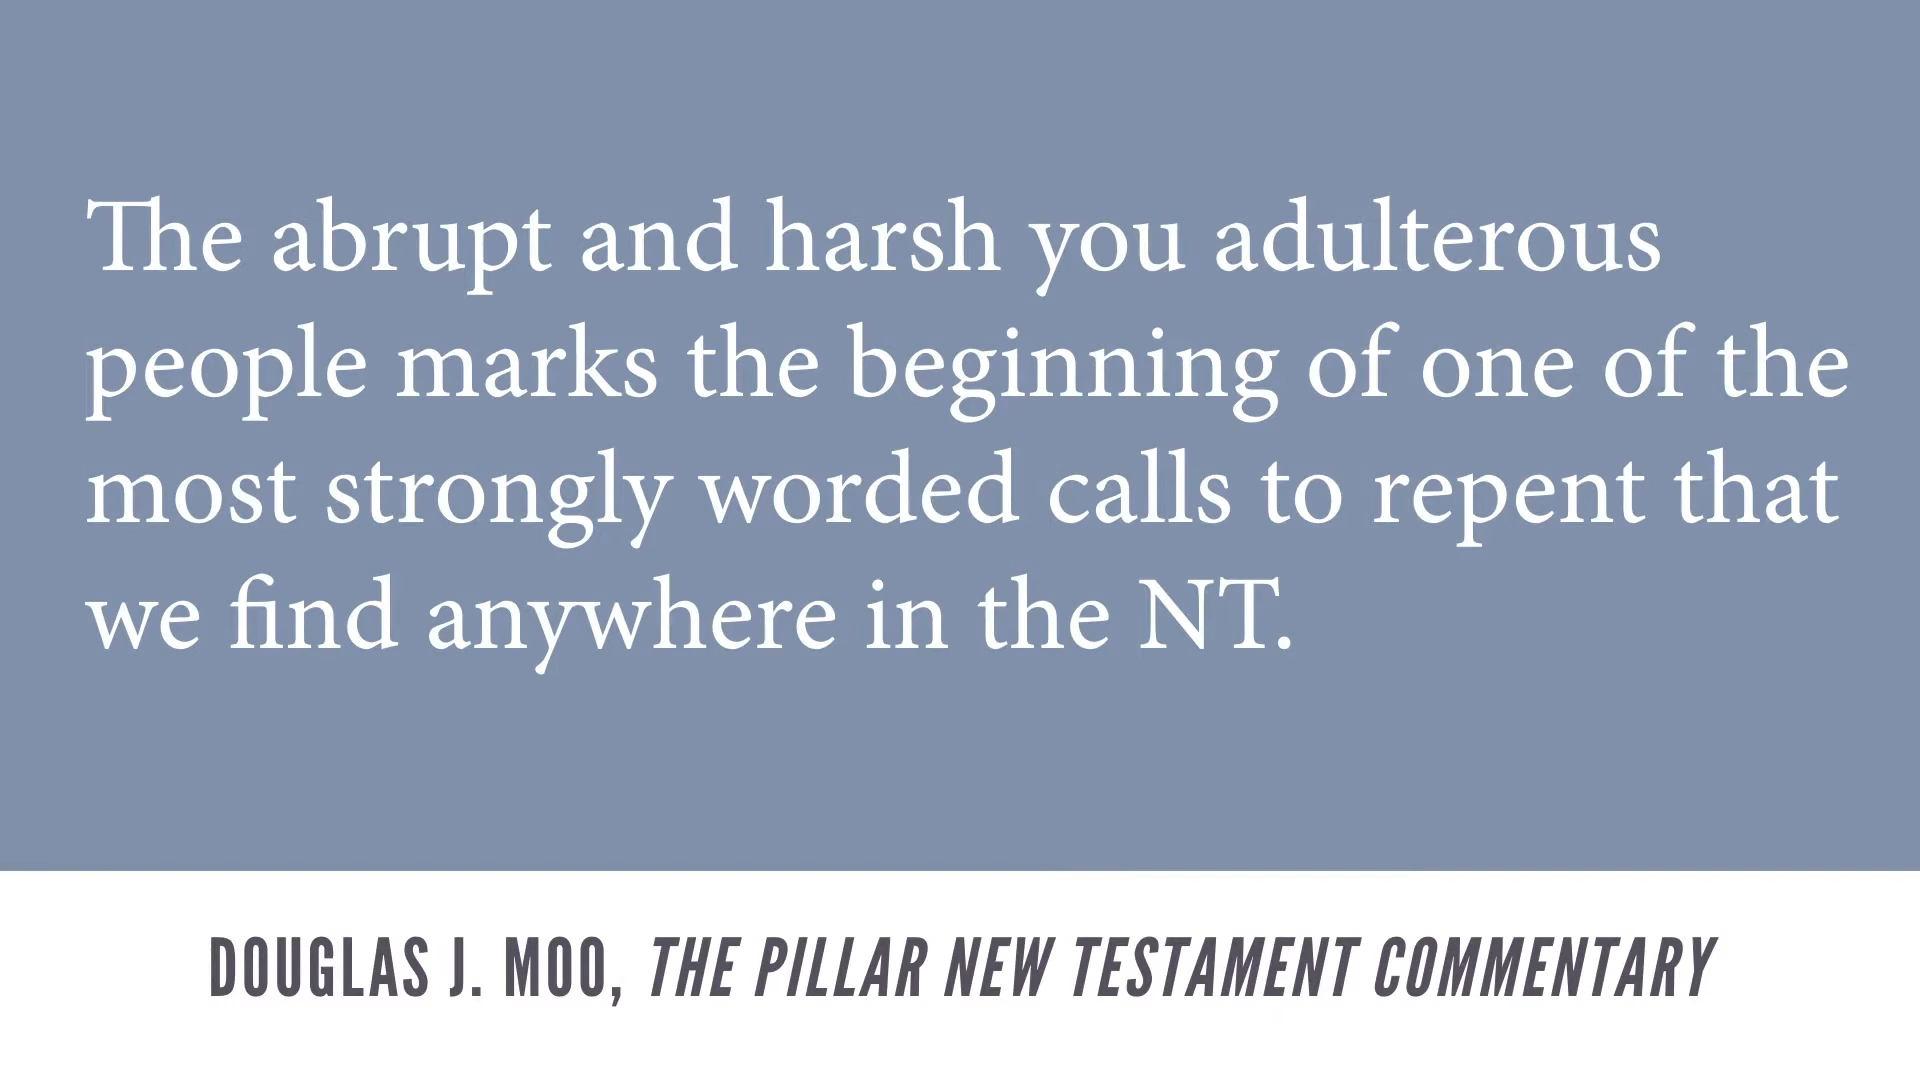 The abrupt and harsh you adulterous
people marks the beginning of one of the
most strongly worded calls to repent that
we find anywhere in the NT.
DOUGLAS J. MOO, THE PILLAR NEW TESTAMENT COMMENTARY